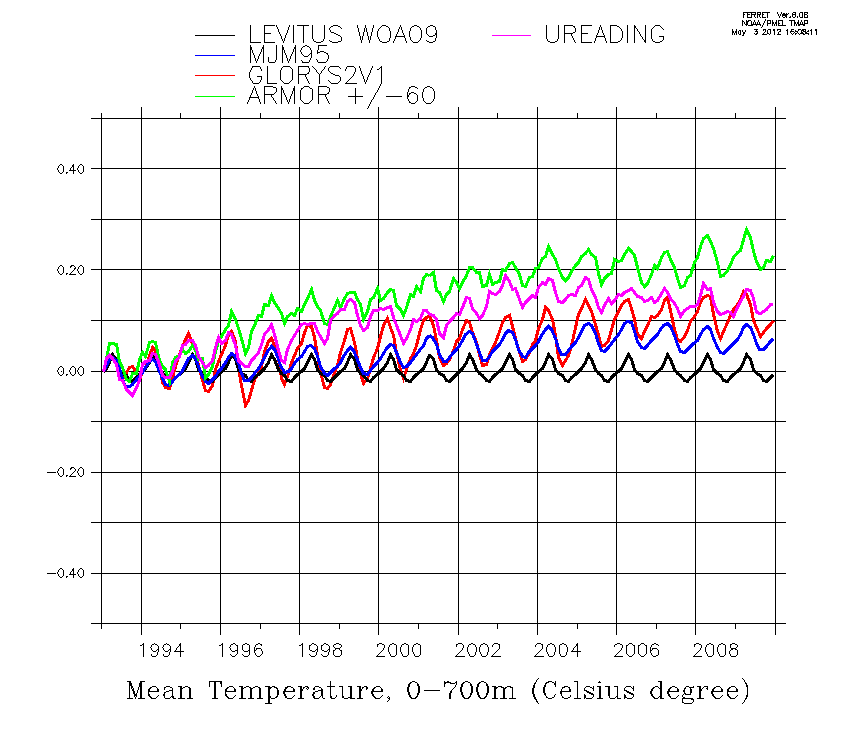 FERRET Ver.6.06
NOAA/PMEL TMAP
May 3 2012 16:08:11
LEVITUS WOA09
UREADING
MJM95
GLORYS2V1
ARMOR +/-60
0.40
0.20
0.00
-0.20
-0.40
1994 1996 1998 2000 2002 2004 2006 2008
Mean Temperature, 0-700m (Celsius degree)